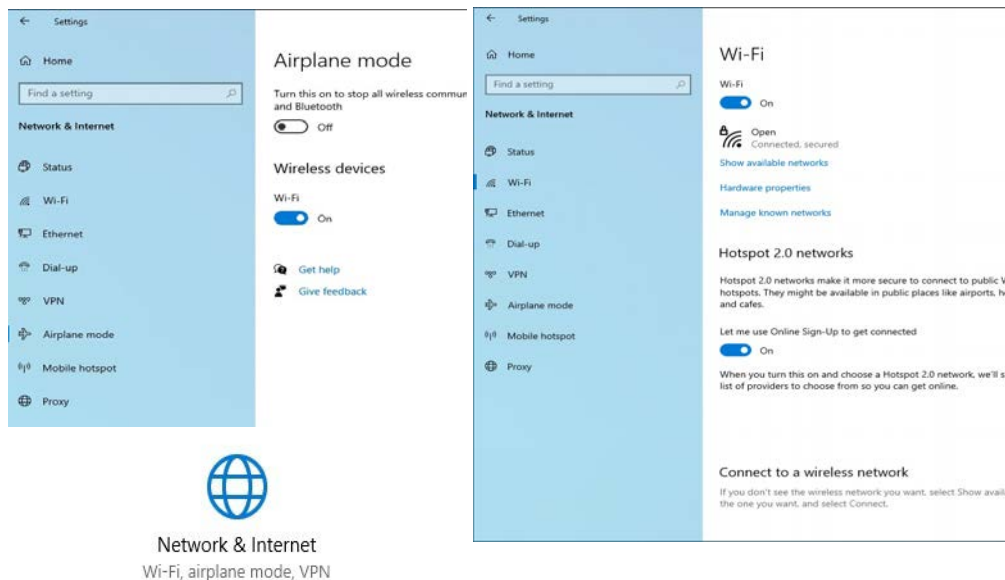 Settings
Home
Find a setting
Network & Internet
Status
Wi-Fi
Ethernet
Dial-up
VPN
Airplane mode
Mobile hotspot
Proxy
Airplane mode
Turn this on to stop all wireless commun
and Bluetooth
Off
Wireless devices
Wi-Fi
On
Get help
Give feedback
Network & Internet
Wi-Fi, airplane mode, VPN
Settings
Home
Find a setting
Network & Internet
Status
Wi-Fi
Ethernet
Dial-up
VPN
Airplane mode
Mobile hotspot
Proxy
Wi-Fi
Wi-Fi
On
Open
Connected, secured
Show available networks
Hardware properties
Manage known networks
Hotspot 2.0 networks
Hotspot 2.0 networks make it more secure to connect to public
hotspots. They might be available in public places like airports,
and cafes.
Let me use Online Sign-Up to get connected
On
When you turn this on and choose a Hotspot 2.0 network, we'll s
list of providers to choose from so you can get online.
Connect to a wireless network
If you don't see the wireless network you want, select Show avail
the one you want, and select Connect.